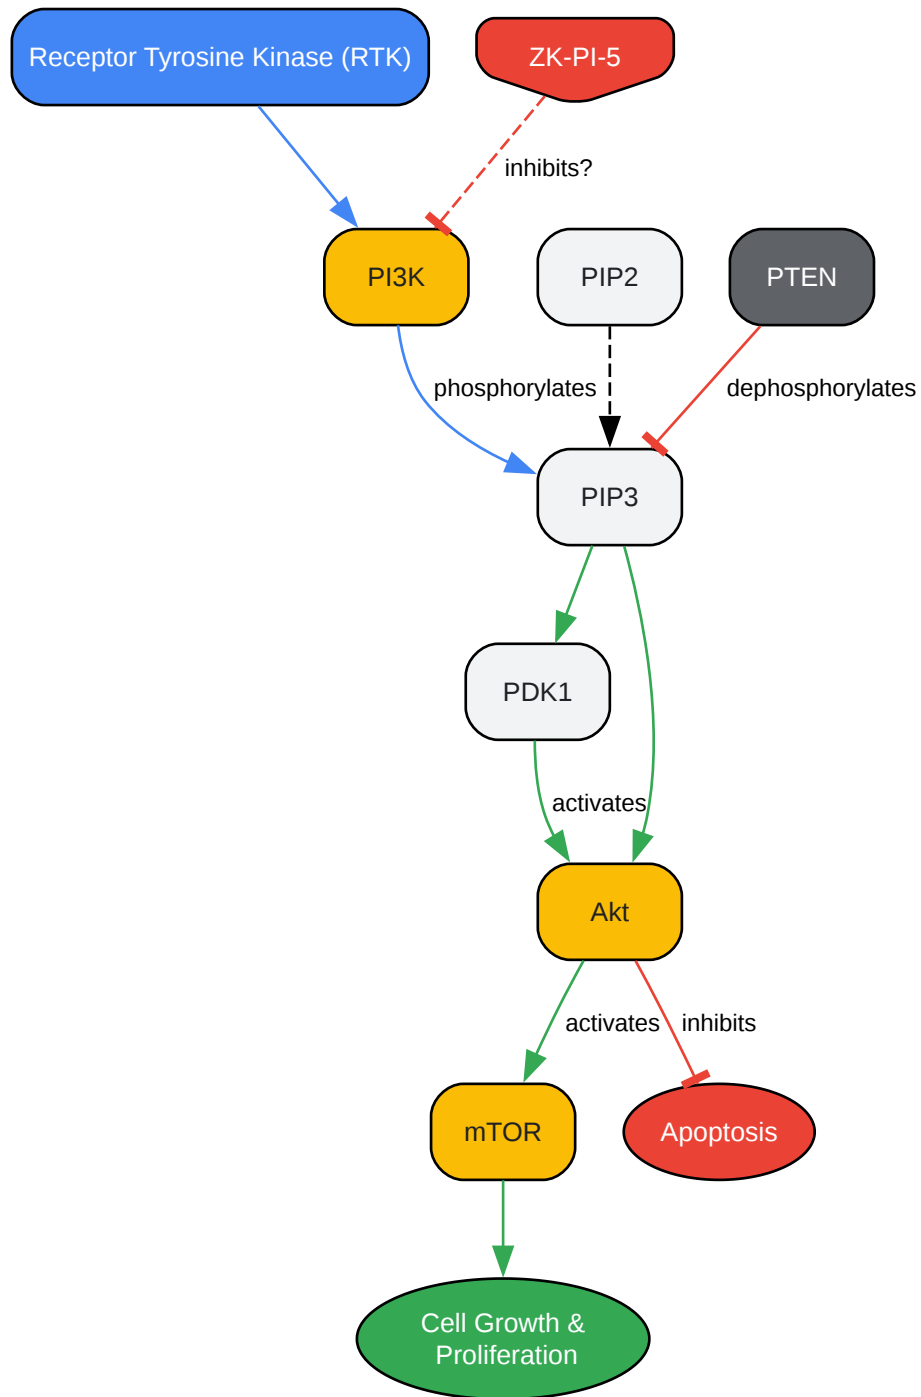 Receptor Tyrosine Kinase (RTK)
ZK-PI-5
inhibits?
PI3K
PIP2
PTEN
phosphorylates
dephosphorylates
PIP3
PDK1
activates
Akt
activates
inhibits
mTOR
Apoptosis
Cell Growth &
Proliferation